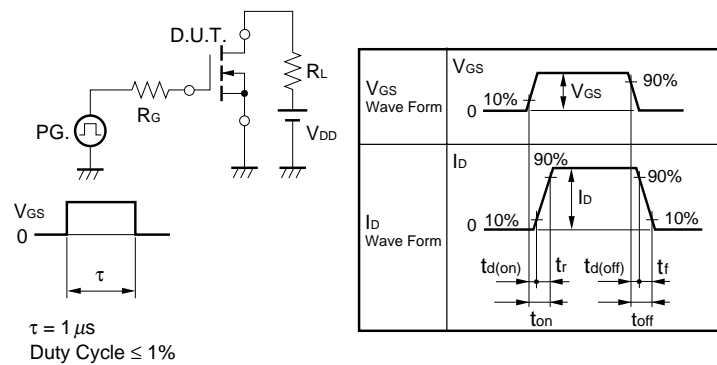 D.U.T.
RL
RG
PG.
VDD
VGS
0
τ
τ = 1 μs
Duty Cycle ≤ 1%
VGS
Wave Form
VGS
10%
0
VGS
90%
ID
Wave Form
ID
90%
90%
ID
0
10%
10%
td(on)
tr
td(off)
tf
ton
toff